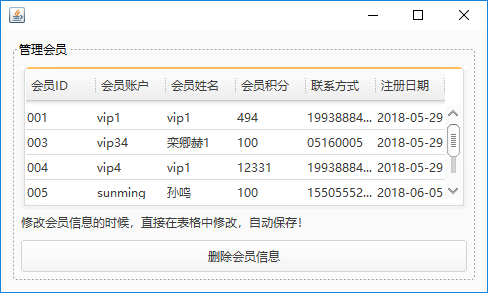 管理会员
会员ID 会员账户 会员姓名 会员积分 联系方式 注册日期
001 vip1 vip1 494 19938884... 2018-05-29
003 vip34 栾卿赫1 100 05160005 2018-05-29
004 vip4 vip1 12331 19938884... 2018-05-29
005 sunming 孙鸣 100 15505552... 2018-06-05
修改会员信息的时候，直接在表格中修改，自动保存！
删除会员信息